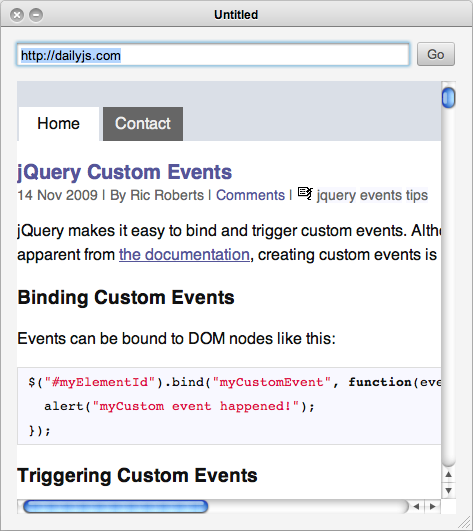 Untitled
http://dailyjs.com Go
Home Contact
jQuery Custom Events
14 Nov 2009 | By Ric Roberts | Comments | jquery events tips
jQuery makes it easy to bind and trigger custom events. Altho
apparent from the documentation, creating custom events is
Binding Custom Events
Events can be bound to DOM nodes like this:
$("#myElementId").bind("myCustomEvent", function(eve
alert("myCustom event happened!");
});
Triggering Custom Events